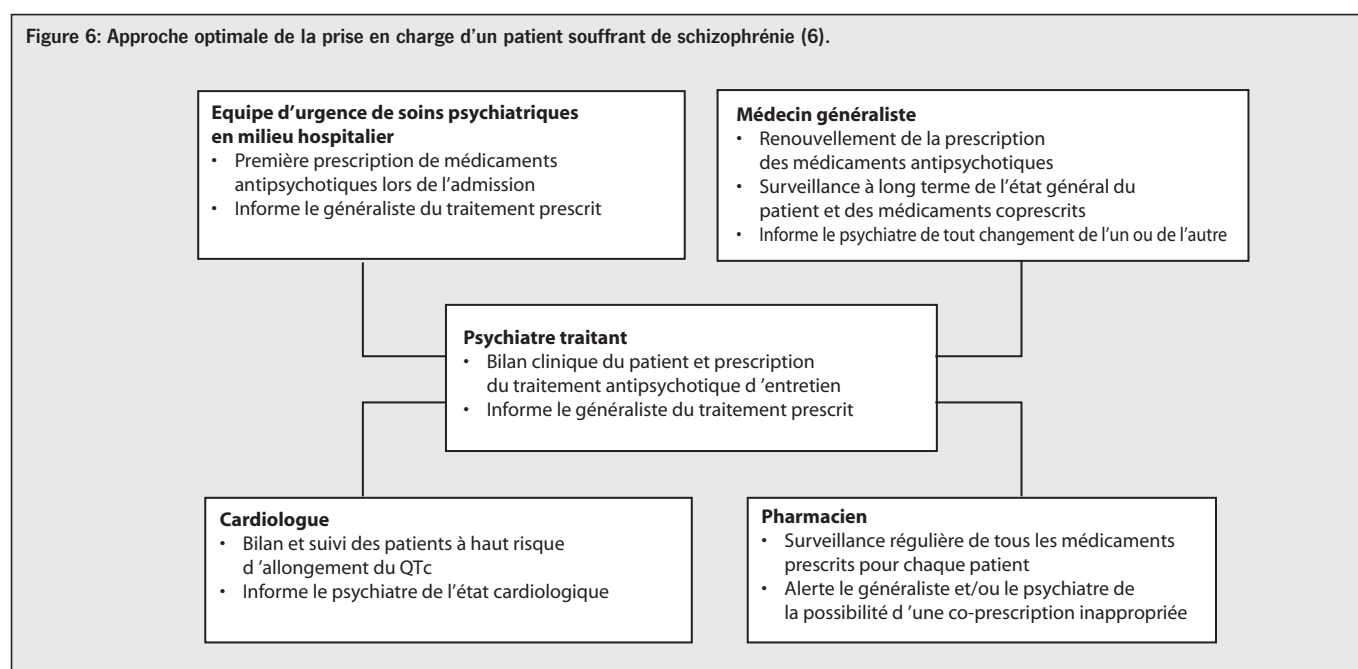 Figure 6: Approche optimale de la prise en charge d’un patient souffrant de schizophrénie (6).
Equipe d’urgence de soins psychiatriques
en milieu hospitalier
• Première prescription de médicaments
antipsychotiques lors de l’admission
• Informe le généraliste du traitement prescrit
Médecin généraliste
• Renouvellement de la prescription
des médicaments antipsychotiques
• Surveillance à long terme de l’état général du
patient et des médicaments coprescrits
• Informe le psychiatre de tout changement de l’un ou de l’autre
Psychiatre traitant
• Bilan clinique du patient et prescription
du traitement antipsychotique d ’entretien
• Informe le généraliste du traitement prescrit
Cardiologue
• Bilan et suivi des patients à haut risque
d ’allongement du QTc
• Informe le psychiatre de l’état cardiologique
Pharmacien
• Surveillance régulière de tous les médicaments
prescrits pour chaque patient
• Alerte le généraliste et/ou le psychiatre de
la possibilité d ’une co-prescription inappropriée